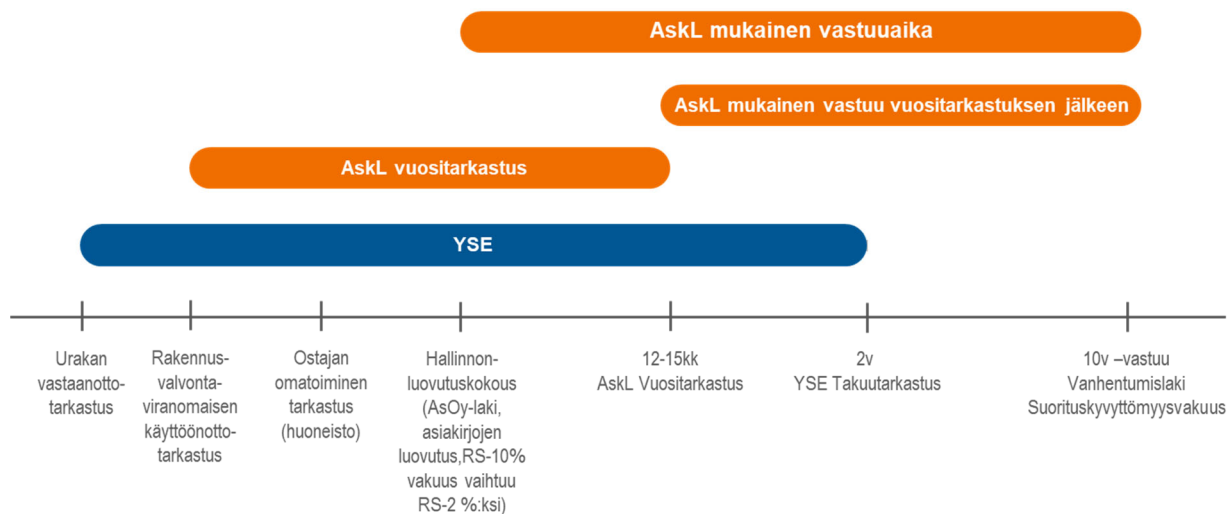 AskL mukainen vastuuaika
AskL mukainen vastuu vuositarkastuksen jälkeen
AskL vuositarkastus
YSE
Urakan
vastaanotto-
tarkastus
Rakennus-
valvonta-
viranomaisen
käyttöönotto-
tarkastus
Ostajan
omatoiminen
tarkastus
(huoneisto)
Hallinnon-
luovutuskokous
(AsOy-laki,
asiakirjojen
luovutus,RS-10%
vakuus vaihtuu
RS-2 %:ksi)
12-15kk
AskL Vuositarkastus
2v
YSE Takuutarkastus
10v –vastuu
Vanhentumislaki
Suorituskyvyttömyysvakuus